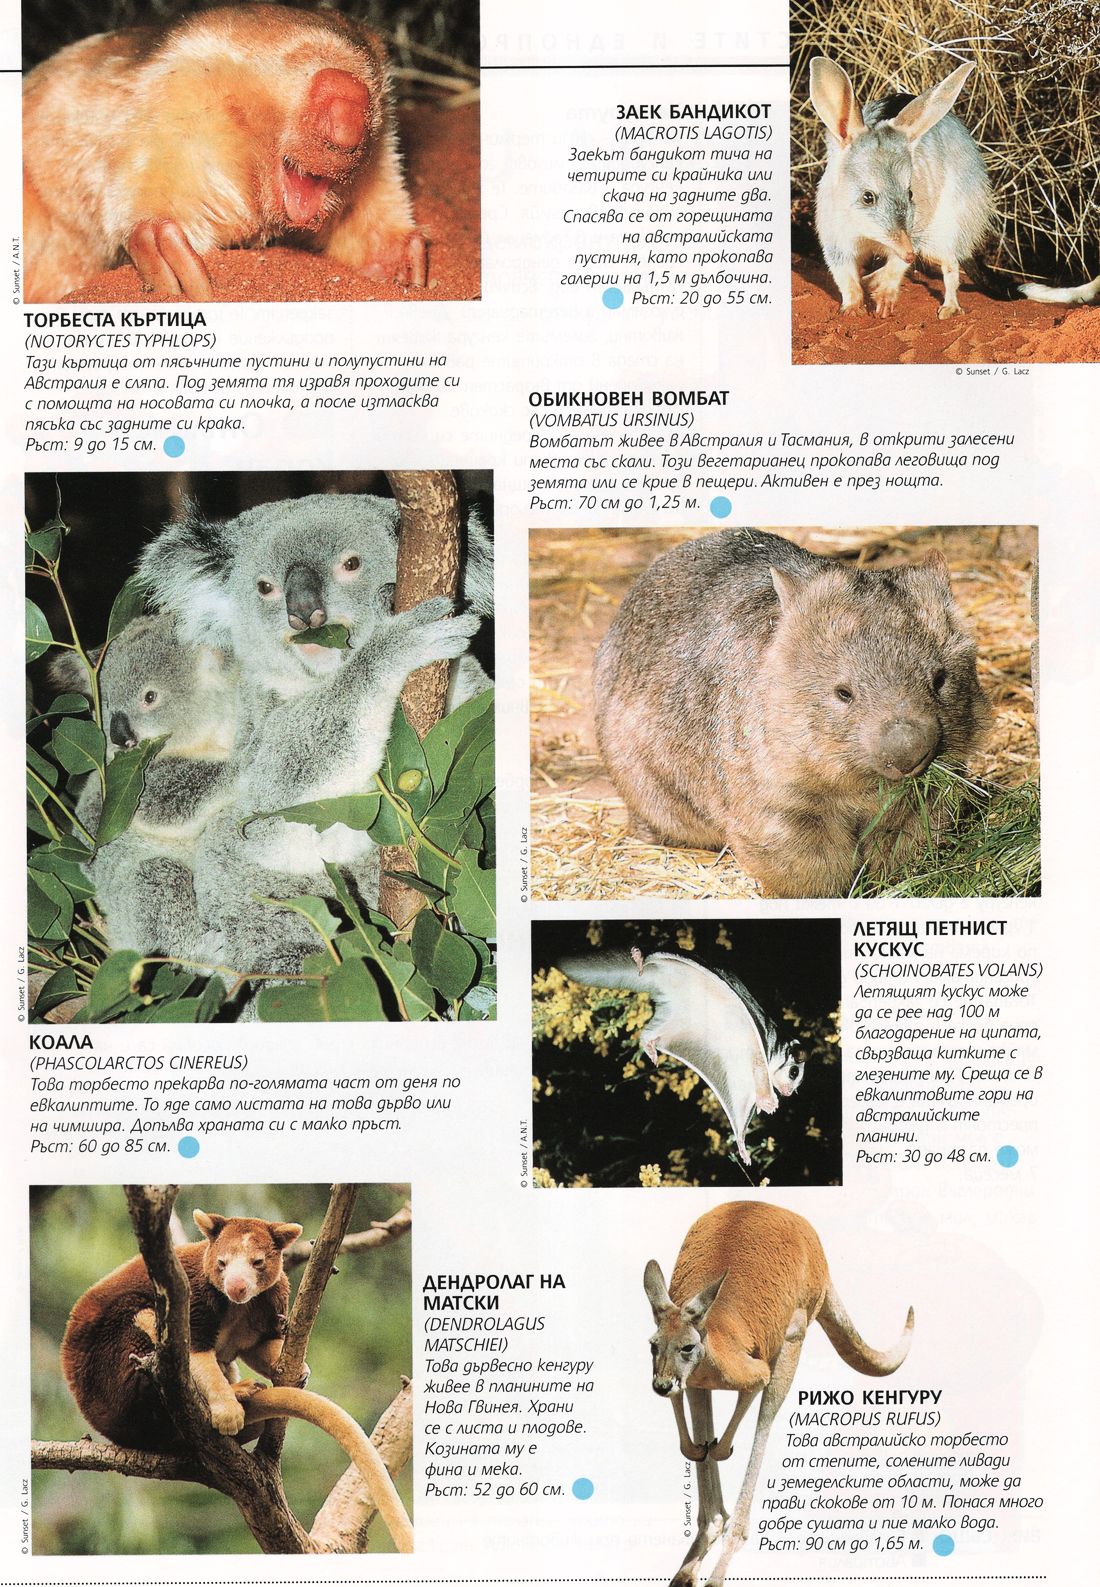 © Sunset / A.N.T.
ТОРБЕСТА КЪРТИЦА
(NOTORYCTES TYPHLOPS)
Тази къртица от пясъчните пустини и полупустини на
Австралия е сляпа. Под земята тя изравя проходите си
с помощта на носовата си плочка, а после изтласква
пясъка със задните си крака.
Ръст: 9 до 15 см.
ЗАЕК БАНДИКОТ
(MACROTIS LAGOTIS)
Заекът бандикот тича на
четирите си крайника или
скача на задните два.
Спасява се от горещината
на австралийската
пустиня, като прокопава
галерии на 1,5 м дълбочина.
Ръст: 20 до 55 см.
© Sunset / G. Lacz
ОБИКНОВЕН ВОМБАТ
(VOMBATUS URSINUS)
Вомбатът живее в Австралия и Тасмания, в открити залесени
места със скали. Този вегетарианец прокопава леговища под
земята или се крие в пещери. Активен е през нощта.
Ръст: 70 см до 1,25 м.
© Sunset / G. Lacz
© Sunset / G. Lacz
КОАЛА
(PHASCOLARCTOS CINEREUS)
Това торбесто прекарва по-голямата част от деня по
евкалиптите. То яде само листата на това дърво или
на чимшира. Допълва храната си с малко пръст.
Ръст: 60 до 85 см.
ЛЕТЯЩ ПЕТНИСТ
КУСКУС
(SCHOINOBATES VOLANS)
Летящият кускус може
да се рее над 100 м
благодарение на ципата,
свързваща китките с
глезените му. Среща се в
евкалиптовите гори на
австралийските
планини.
Ръст: 30 до 48 см.
© Sunset / A.N.T.
ДЕНДРОЛАГ НА
МАТСКИ
(DENDROLAGUS
MATSCHIEI)
Това дървесно кенгуру
живее в планините на
Нова Гвинея. Храни
се с листа и плодове.
Козината му е
фина и мека.
Ръст: 52 до 60 см.
© Sunset / G. Lacz
РИЖО КЕНГУРУ
(MACROPUS RUFUS)
Това австралийско торбесто
от степите, солените ливади
и земеделските области, може да
прави скокове от 10 м. Понася много
добре сушата и пие малко вода.
Ръст: 90 см до 1,65 м.
© Sunset / G. Lacz